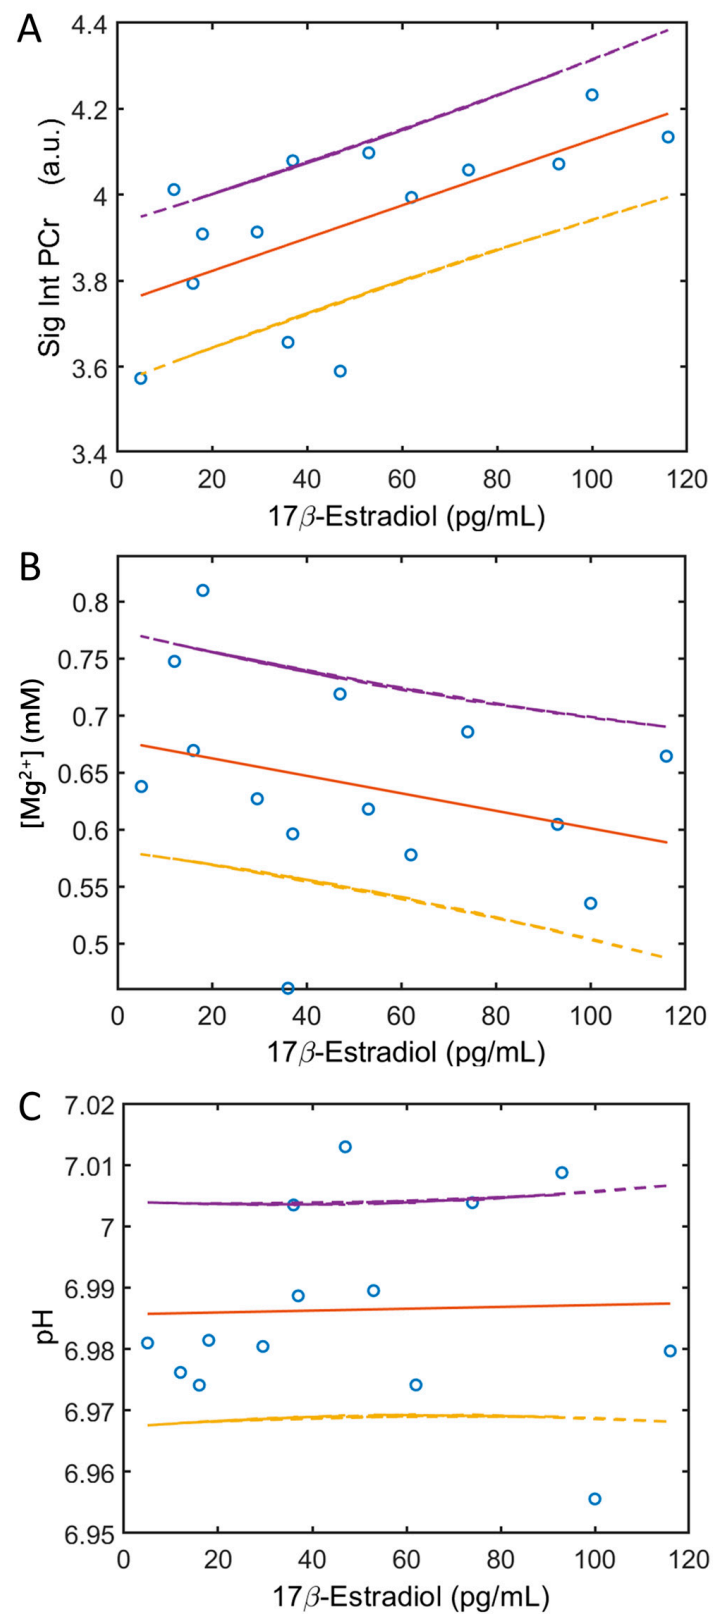 A
4.4
4.2
4
3.8
3.6
3.4
Sig Int PCr (a.u.)
0 20 40 60 80 100 120
17β-Estradiol (pg/mL)
B
0.8
0.75
0.7
0.65
0.6
0.55
0.5
[Mg²⁺] (mM)
0 20 40 60 80 100 120
17β-Estradiol (pg/mL)
C
7.02
7.01
7
6.99
6.98
6.97
6.96
6.95
pH
0 20 40 60 80 100 120
17β-Estradiol (pg/mL)